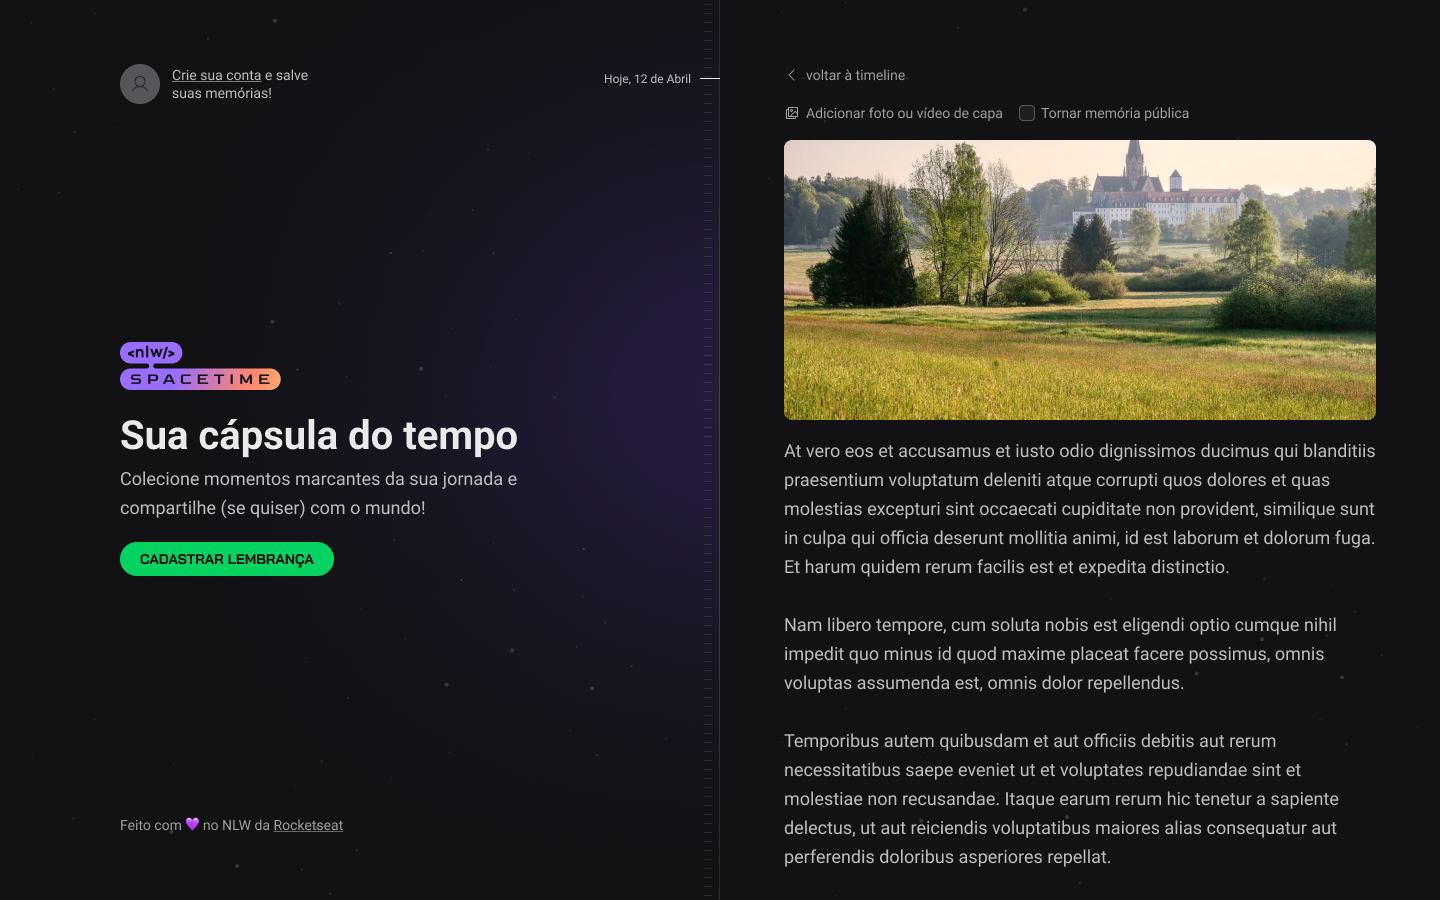 Crie sua conta e salve
suas memórias!
Hoje, 12 de Abril
<nlw/>
SPACETIME
Sua cápsula do tempo
Colecione momentos marcantes da sua jornada e
compartilhe (se quiser) com o mundo!
CADASTRAR LEMBRANÇA
Feito com 💜 no NLW da Rocketseat
voltar à timeline
Adicionar foto ou vídeo de capa
Tornar memória pública
At vero eos et accusamus et iusto odio dignissimos ducimus qui blanditiis
praesentium voluptatum deleniti atque corrupti quos dolores et quas
molestias excepturi sint occaecati cupiditate non provident, similique sunt
in culpa qui officia deserunt mollitia animi, id est laborum et dolorum fuga.
Et harum quidem rerum facilis est et expedita distinctio.
Nam libero tempore, cum soluta nobis est eligendi optio cumque nihil
impedit quo minus id quod maxime placeat facere possimus, omnis
voluptas assumenda est, omnis dolor repellendus.
Temporibus autem quibusdam et aut officiis debitis aut rerum
necessitatibus saepe eveniet ut et voluptates repudiandae sint et
molestiae non recusandae. Itaque earum rerum hic tenetur a sapiente
delectus, ut aut reiciendis voluptatibus maiores alias consequatur aut
perferendis doloribus asperiores repellat.